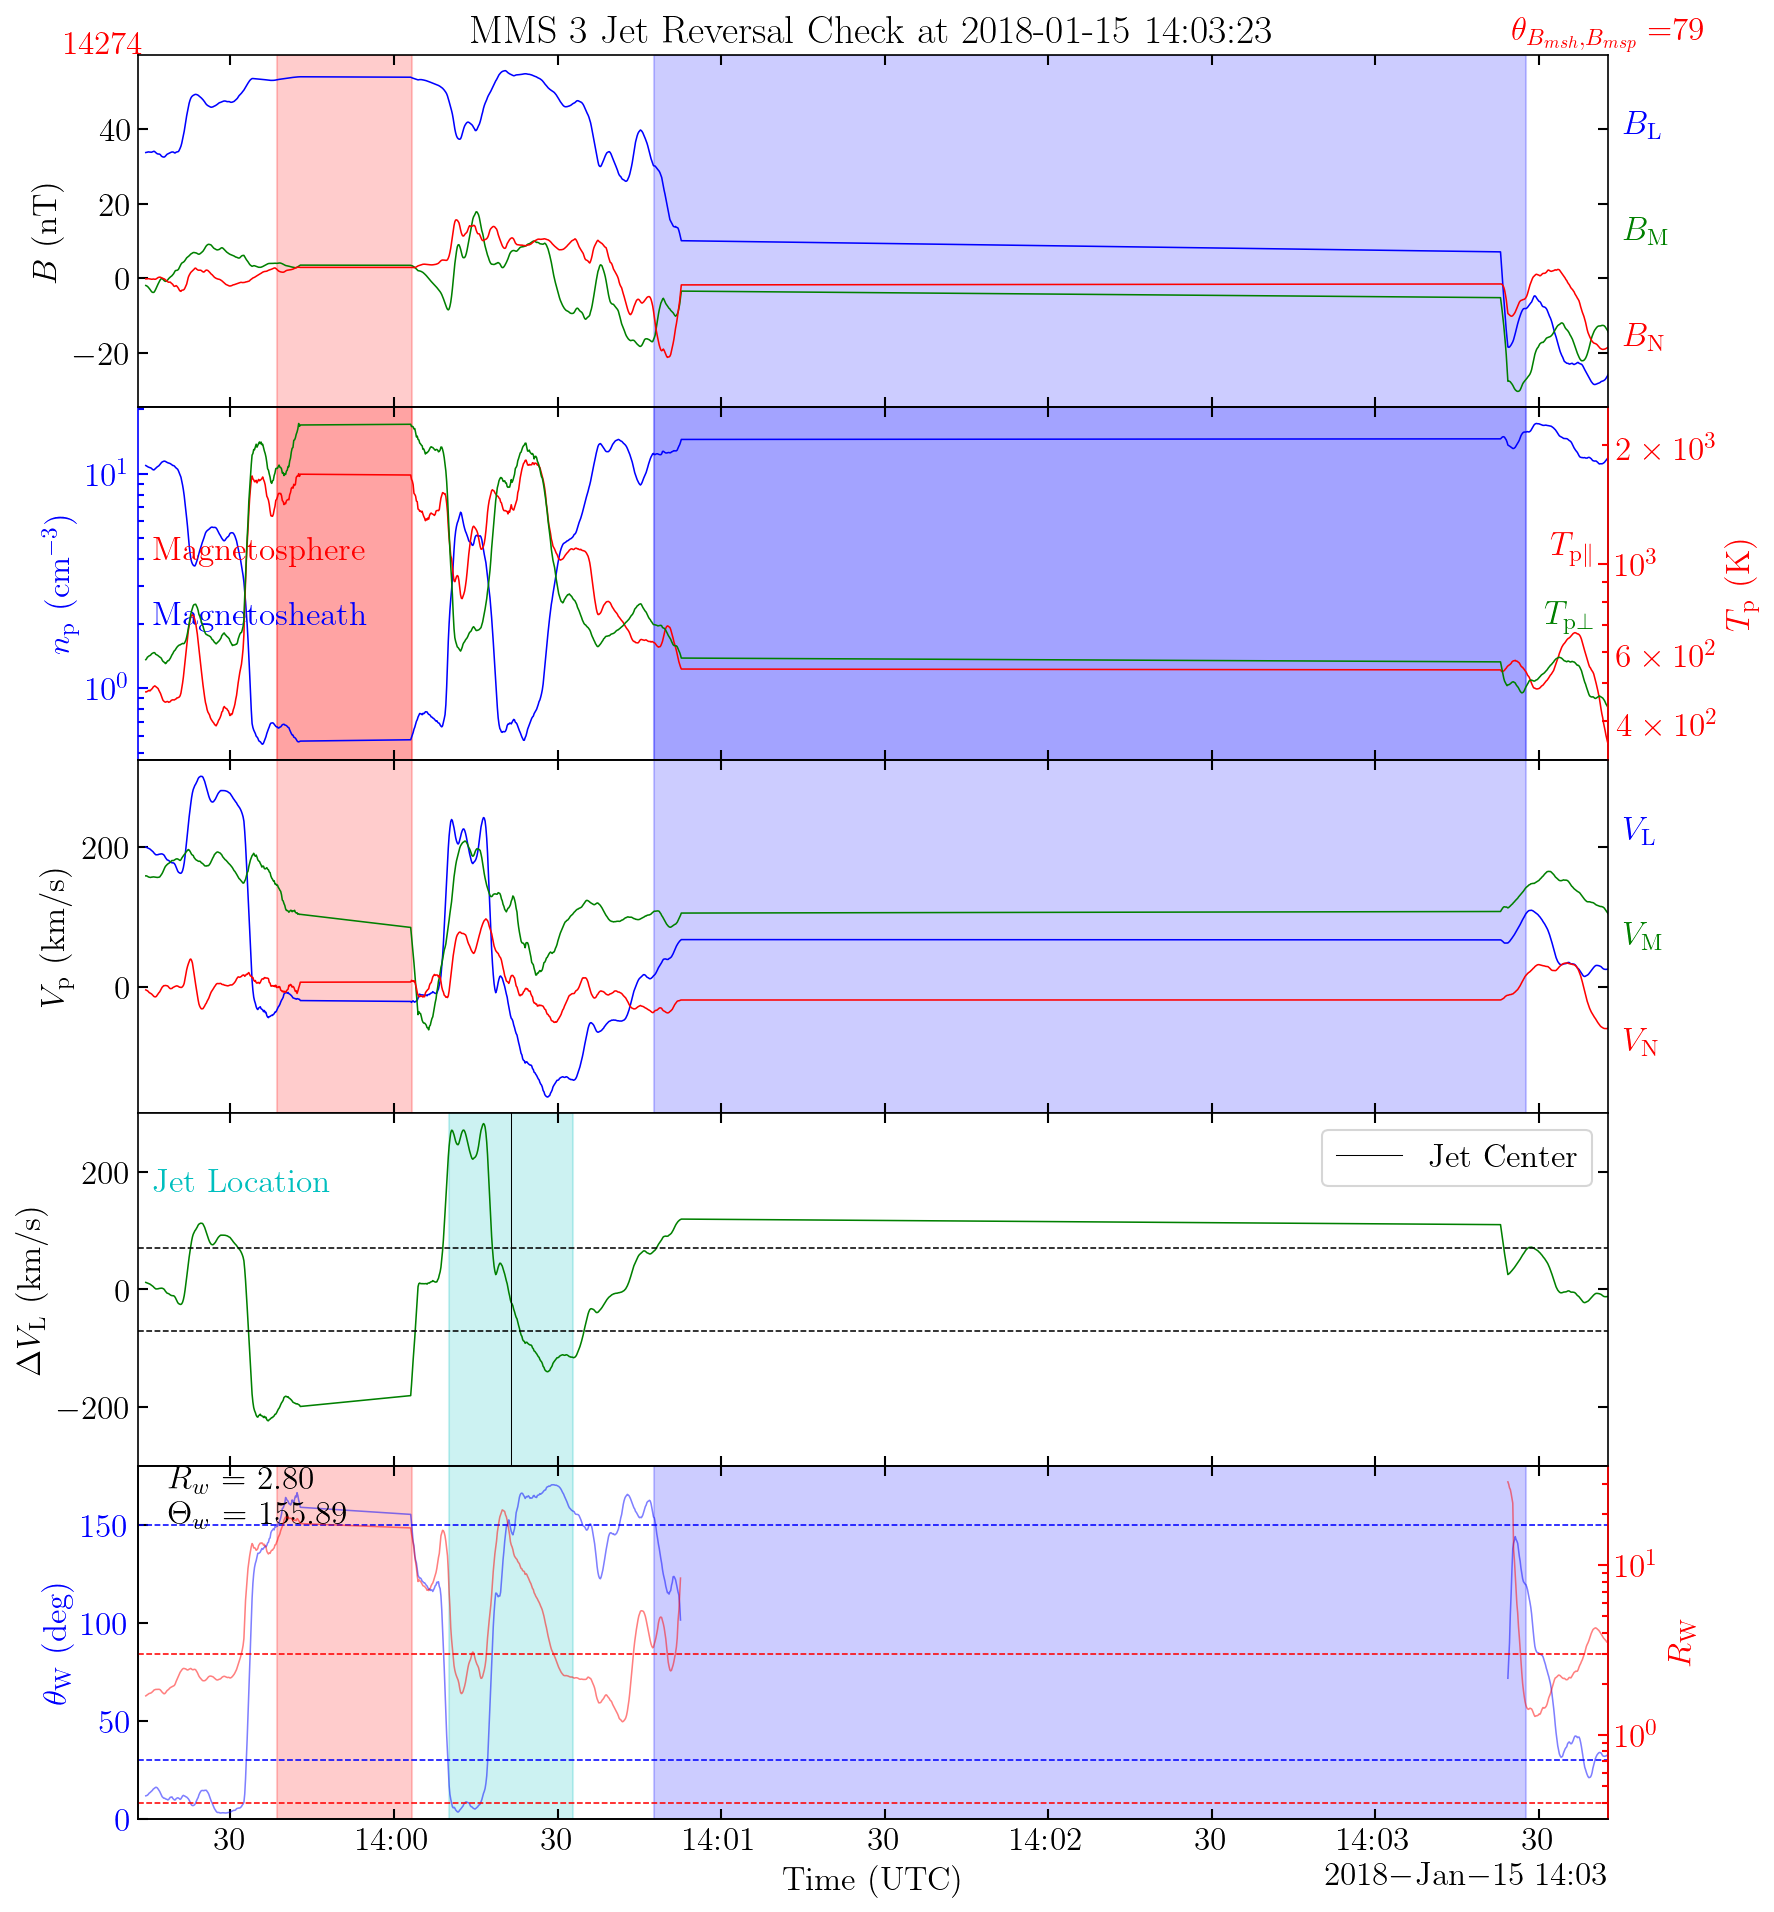 MMS 3 Jet Reversal Check at 2018-01-15 14:03:23
14274
θ_{B_{msh},B_{msp}} =79
B (nT)
40
20
0
−20
B_L
B_M
B_N
n_p (cm^{−3})
10^1
10^0
Magnetosphere
Magnetosheath
T_{p∥}
T_{p⊥}
2 × 10^3
10^3
6 × 10^2
4 × 10^2
T_p (K)
V_p (km/s)
200
0
V_L
V_M
V_N
ΔV_L (km/s)
200
0
−200
Jet Location
Jet Center
R_w = 2.80
Θ_w = 155.89
θ_W (deg)
150
100
50
0
10^1
10^0
R_W
30 14:00 30 14:01 30 14:02 30 14:03 30
Time (UTC)
2018−Jan−15 14:03